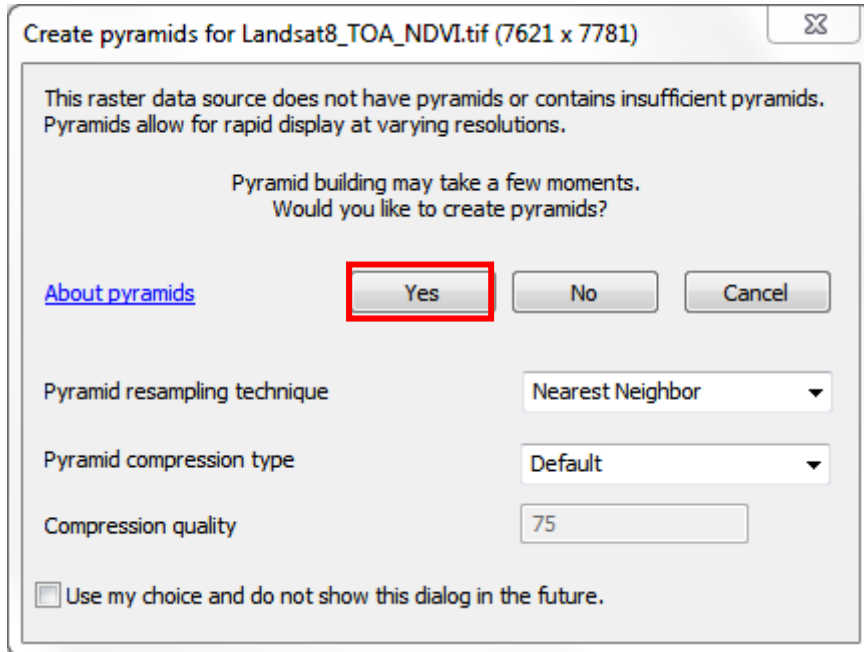 Create pyramids for Landsat8_TOA_NDVI.tif (7621 x 7781)
This raster data source does not have pyramids or contains insufficient pyramids.
Pyramids allow for rapid display at varying resolutions.
Pyramid building may take a few moments.
Would you like to create pyramids?
About pyramids Yes No Cancel
Pyramid resampling technique Nearest Neighbor
Pyramid compression type Default
Compression quality 75
Use my choice and do not show this dialog in the future.